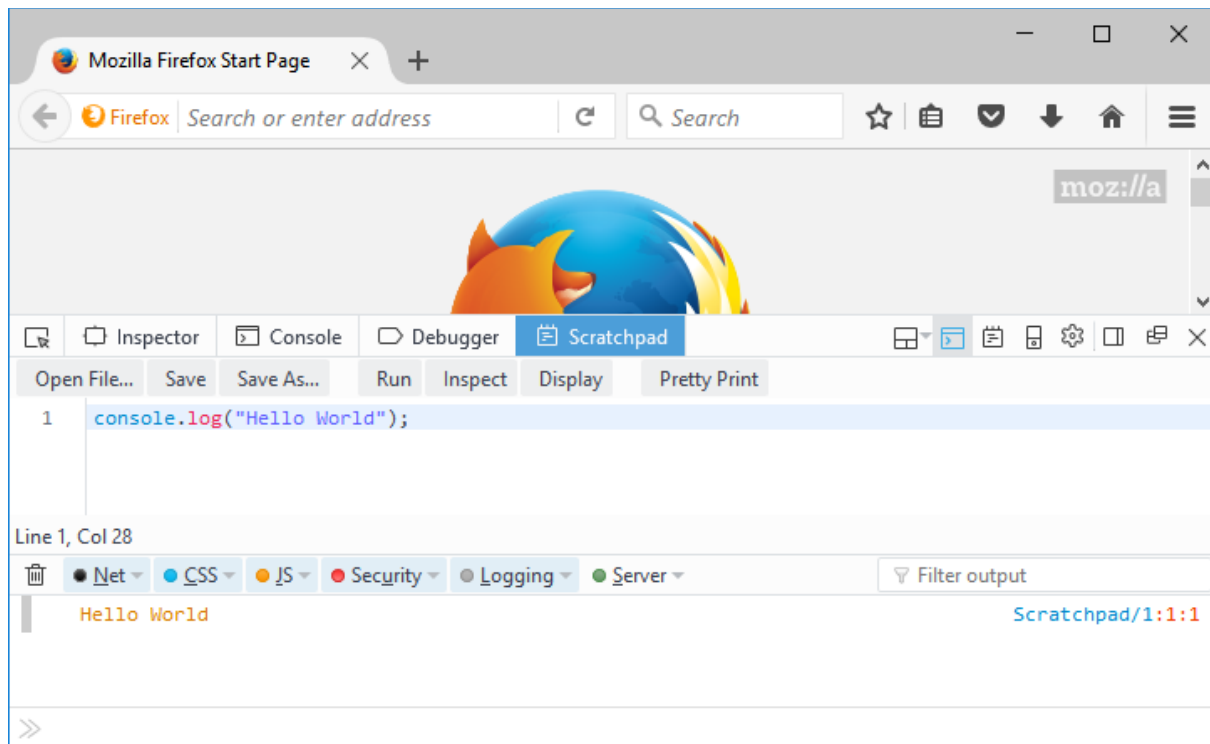 Mozilla Firefox Start Page
Firefox Search or enter address Search
moz://a
Inspector Console Debugger Scratchpad
Open File... Save Save As... Run Inspect Display Pretty Print
1 console.log("Hello World");
Line 1, Col 28
Net CSS JS Security Logging Server Filter output
Hello World Scratchpad/1:1:1